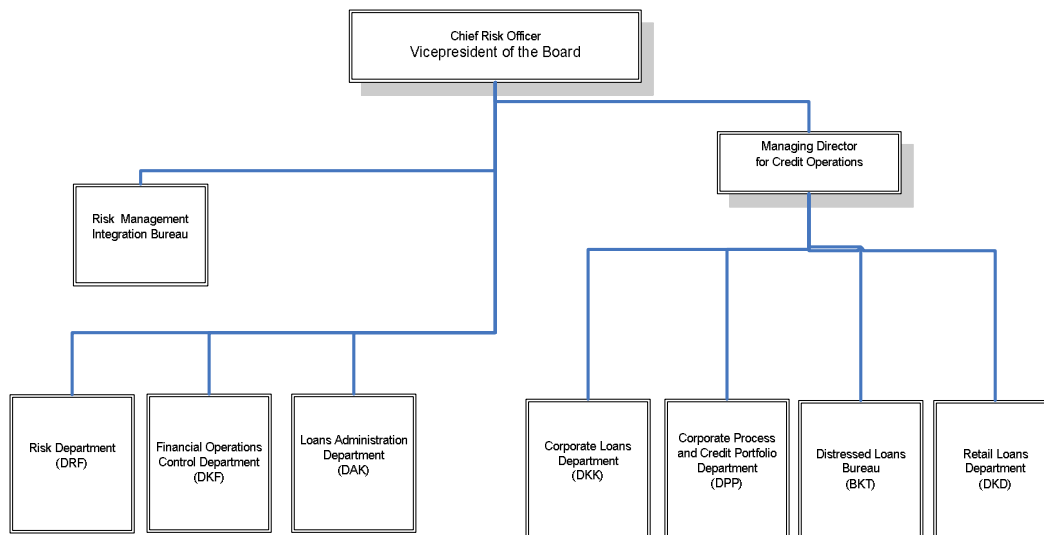 Chief Risk Officer
Vicepresident of the Board
Managing Director
for Credit Operations
Risk Management
Integration Bureau
Risk Department
(DRF)
Financial Operations
Control Department
(DKF)
Loans Administration
Department
(DAK)
Corporate Loans
Department
(DKK)
Corporate Process
and Credit Portfolio
Department
(DPP)
Distressed Loans
Bureau
(BKT)
Retail Loans
Department
(DKD)